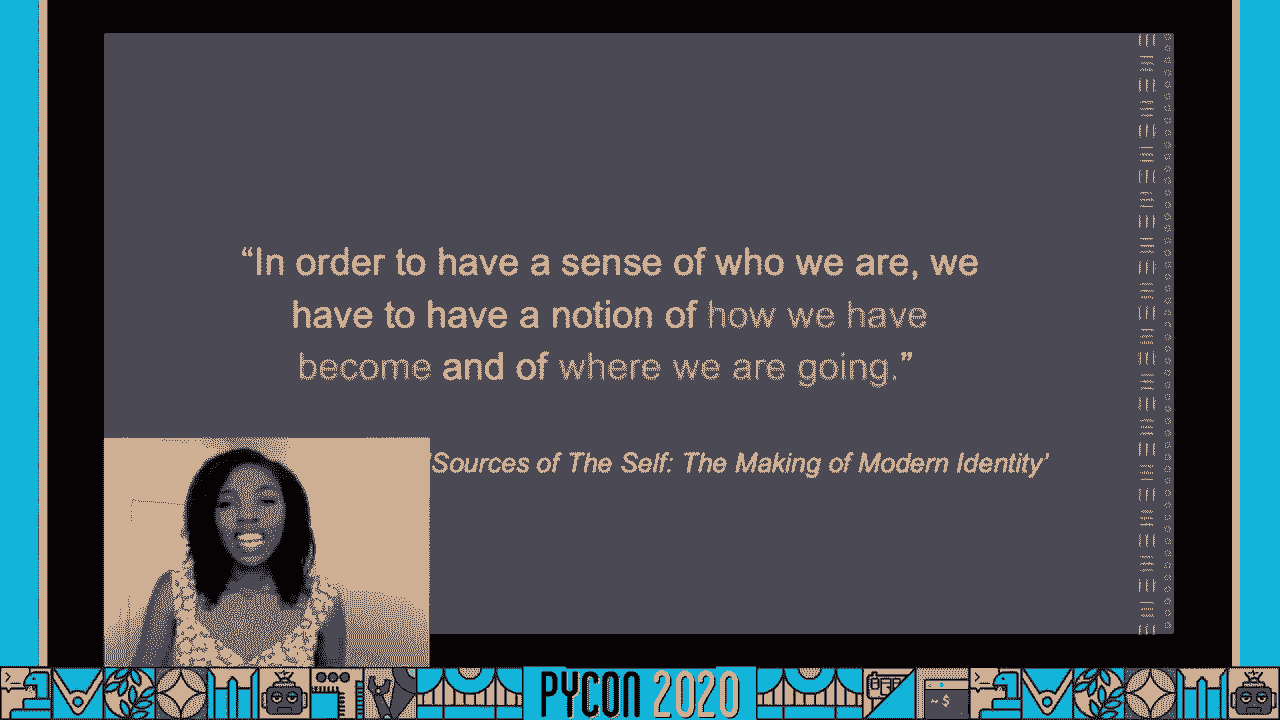 “In order to have a sense of who we are, we
have to have a notion of how we have
become and of where we are going.”
'Sources of The Self: The Making of Modern Identity'
PYCON 2020
~ $